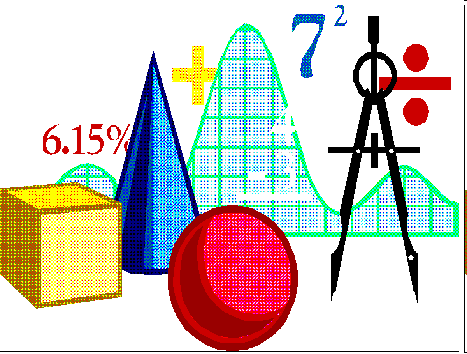 7²
+ ÷
6.15%